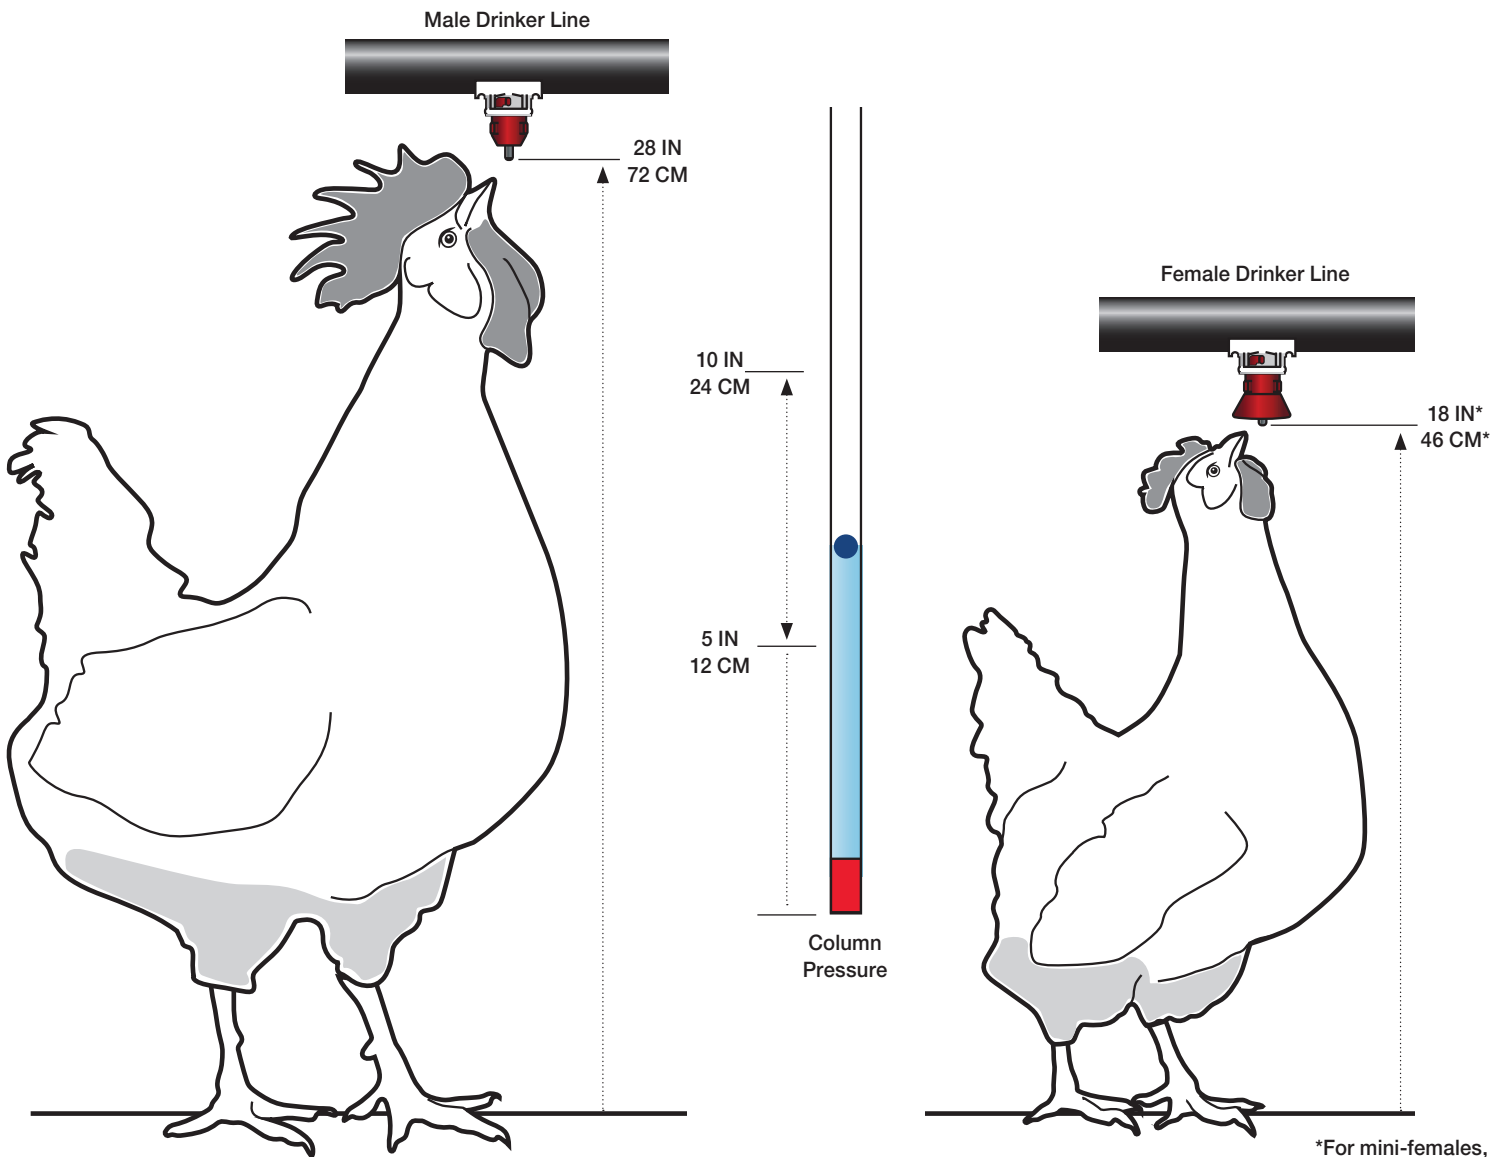 Male Drinker Line
28 IN
72 CM
10 IN
24 CM
5 IN
12 CM
Column
Pressure
Female Drinker Line
18 IN*
46 CM*
*For mini-females,